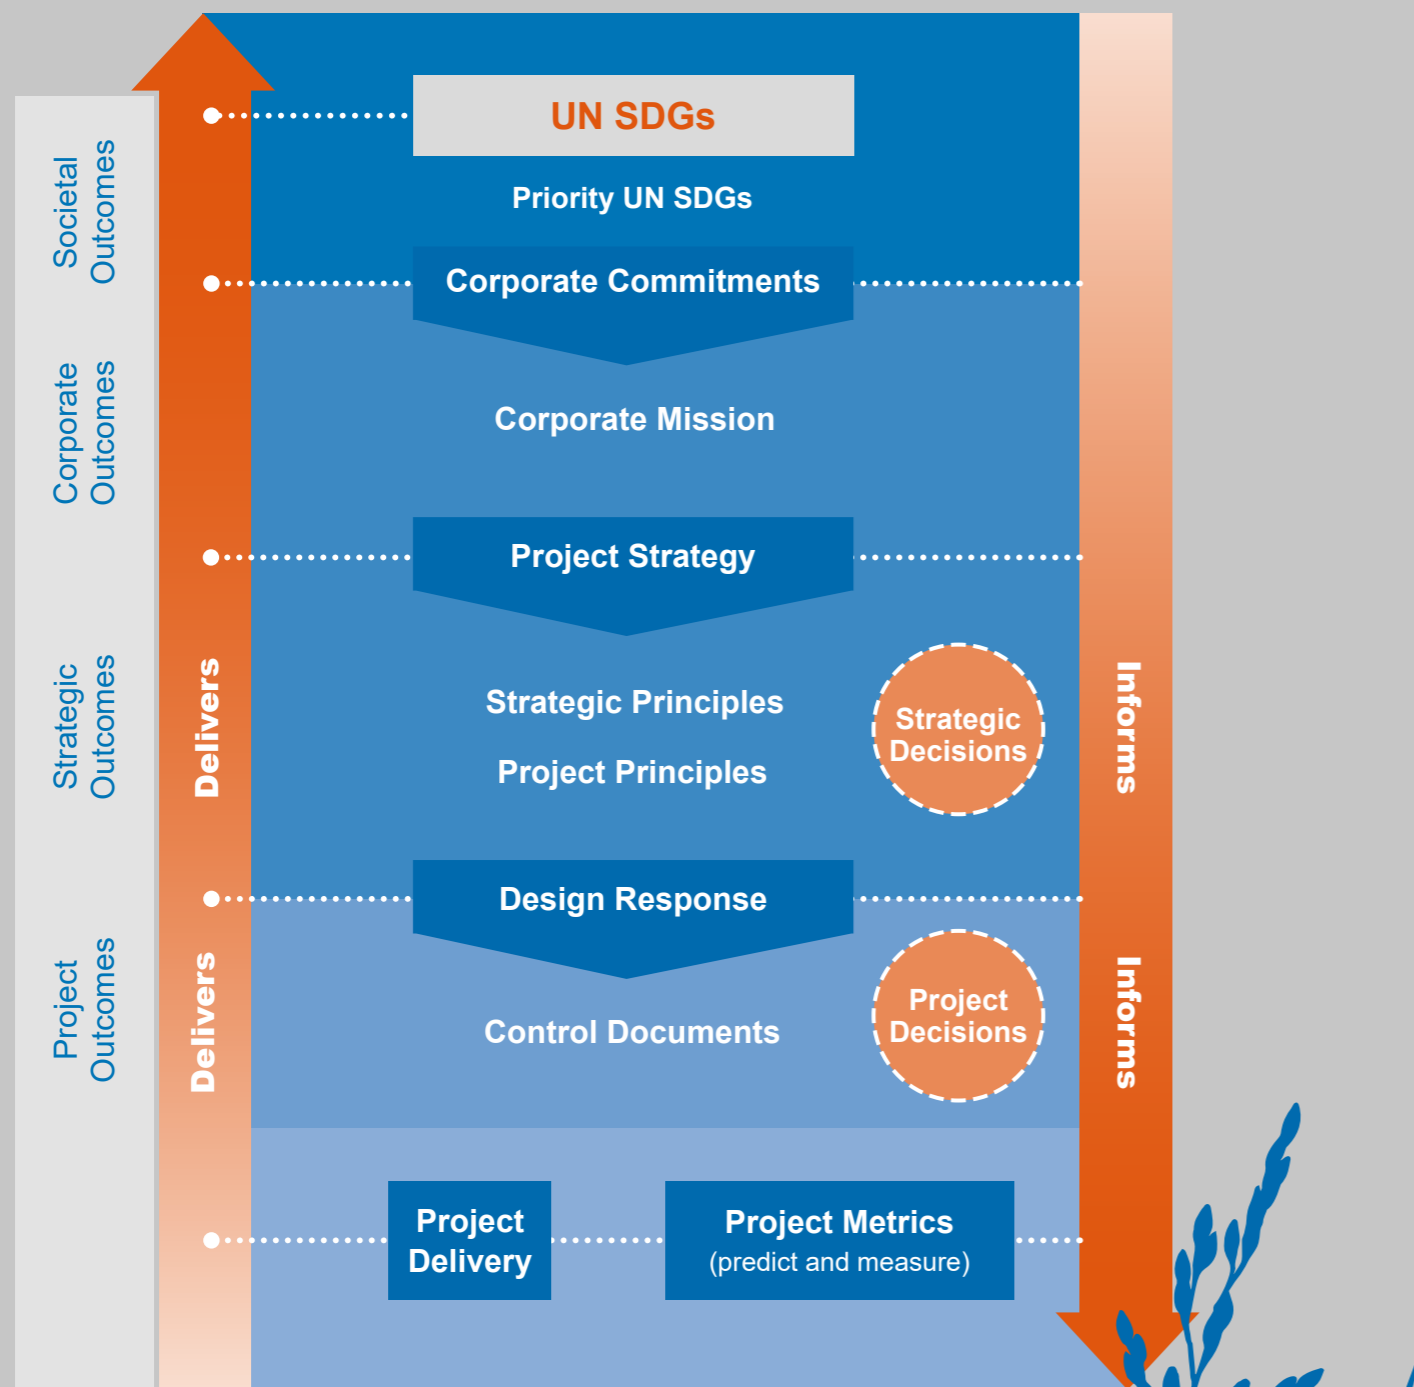 UN SDGs
Priority UN SDGs
Corporate Commitments
Corporate Mission
Project Strategy
Strategic Principles
Project Principles
Strategic
Decisions
Design Response
Control Documents
Project
Decisions
Project
Delivery
Project Metrics
(predict and measure)
Societal
Outcomes
Corporate
Outcomes
Strategic
Outcomes
Project
Outcomes
Delivers
Delivers
Informs
Informs